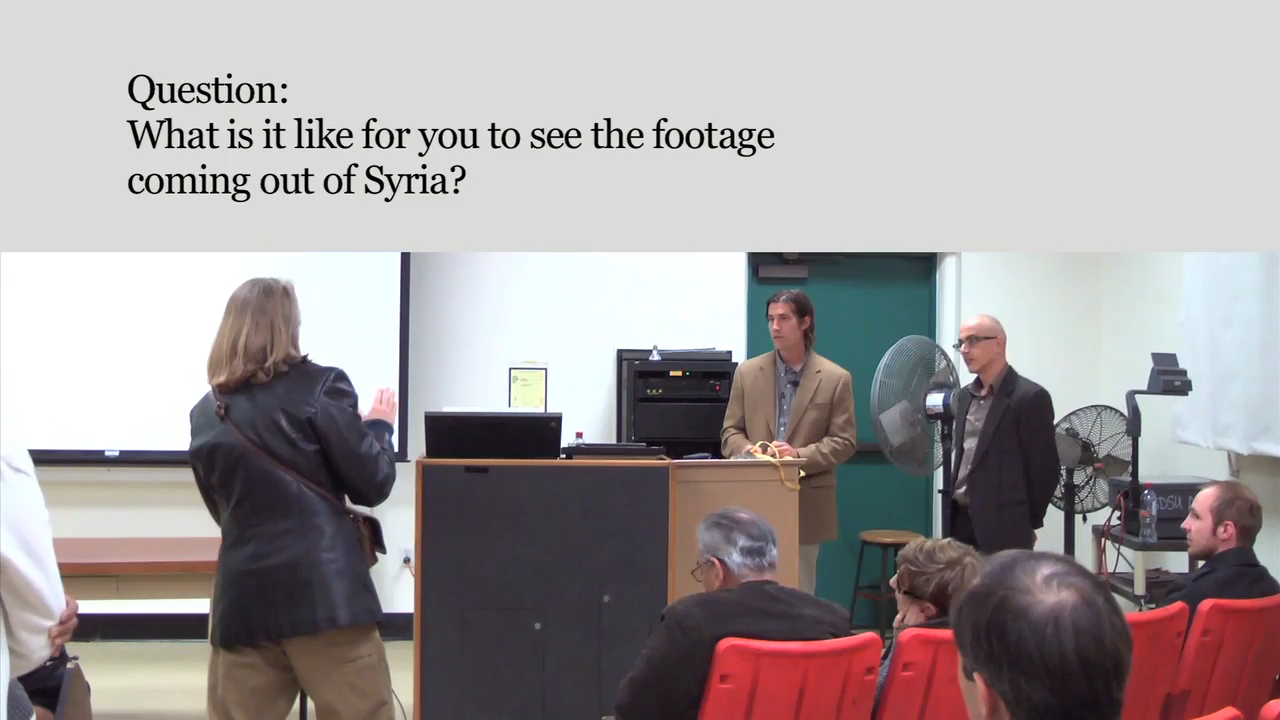 Question:
What is it like for you to see the footage
coming out of Syria?